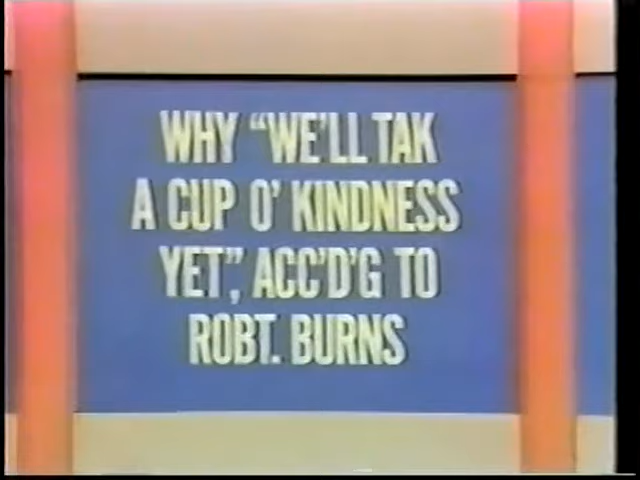 WHY "WE'LL TAK
A CUP O' KINDNESS
YET", ACC'D'G TO
ROBT. BURNS